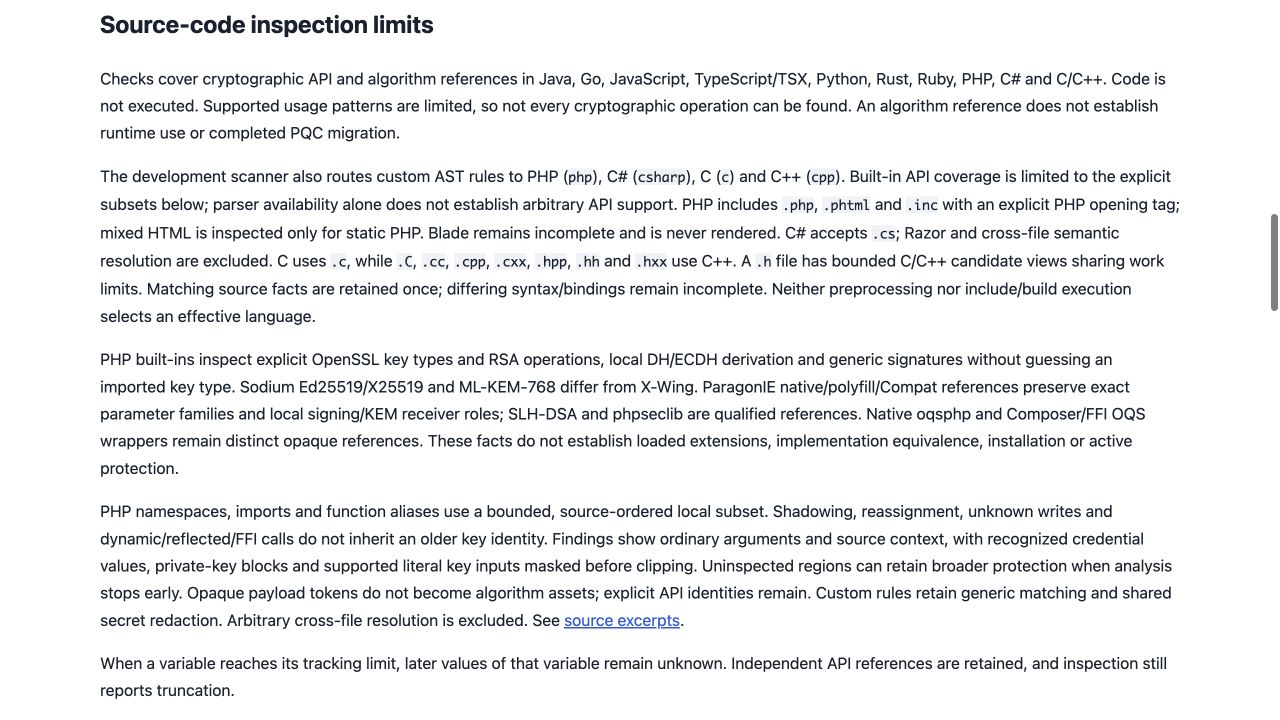 Source-code inspection limits
Checks cover cryptographic API and algorithm references in Java, Go, JavaScript, TypeScript/TSX, Python, Rust, Ruby, PHP, C# and C/C++. Code is
not executed. Supported usage patterns are limited, so not every cryptographic operation can be found. An algorithm reference does not establish
runtime use or completed PQC migration.
The development scanner also routes custom AST rules to PHP (php), C# (csharp), C (c) and C++ (cpp). Built-in API coverage is limited to the explicit
subsets below; parser availability alone does not establish arbitrary API support. PHP includes .php, .phtml and .inc with an explicit PHP opening tag;
mixed HTML is inspected only for static PHP. Blade remains incomplete and is never rendered. C# accepts .cs; Razor and cross-file semantic
resolution are excluded. C uses .c, while .C, .cc, .cpp, .cxx, .hpp, .hh and .hxx use C++. A .h file has bounded C/C++ candidate views sharing work
limits. Matching source facts are retained once; differing syntax/bindings remain incomplete. Neither preprocessing nor include/build execution
selects an effective language.
PHP built-ins inspect explicit OpenSSL key types and RSA operations, local DH/ECDH derivation and generic signatures without guessing an
imported key type. Sodium Ed25519/X25519 and ML-KEM-768 differ from X-Wing. ParagonIE native/polyfill/Compat references preserve exact
parameter families and local signing/KEM receiver roles; SLH-DSA and phpseclib are qualified references. Native oqsphp and Composer/FFI OQS
wrappers remain distinct opaque references. These facts do not establish loaded extensions, implementation equivalence, installation or active
protection.
PHP namespaces, imports and function aliases use a bounded, source-ordered local subset. Shadowing, reassignment, unknown writes and
dynamic/reflected/FFI calls do not inherit an older key identity. Findings show ordinary arguments and source context, with recognized credential
values, private-key blocks and supported literal key inputs masked before clipping. Uninspected regions can retain broader protection when analysis
stops early. Opaque payload tokens do not become algorithm assets; explicit API identities remain. Custom rules retain generic matching and shared
secret redaction. Arbitrary cross-file resolution is excluded. See source excerpts.
When a variable reaches its tracking limit, later values of that variable remain unknown. Independent API references are retained, and inspection still
reports truncation.